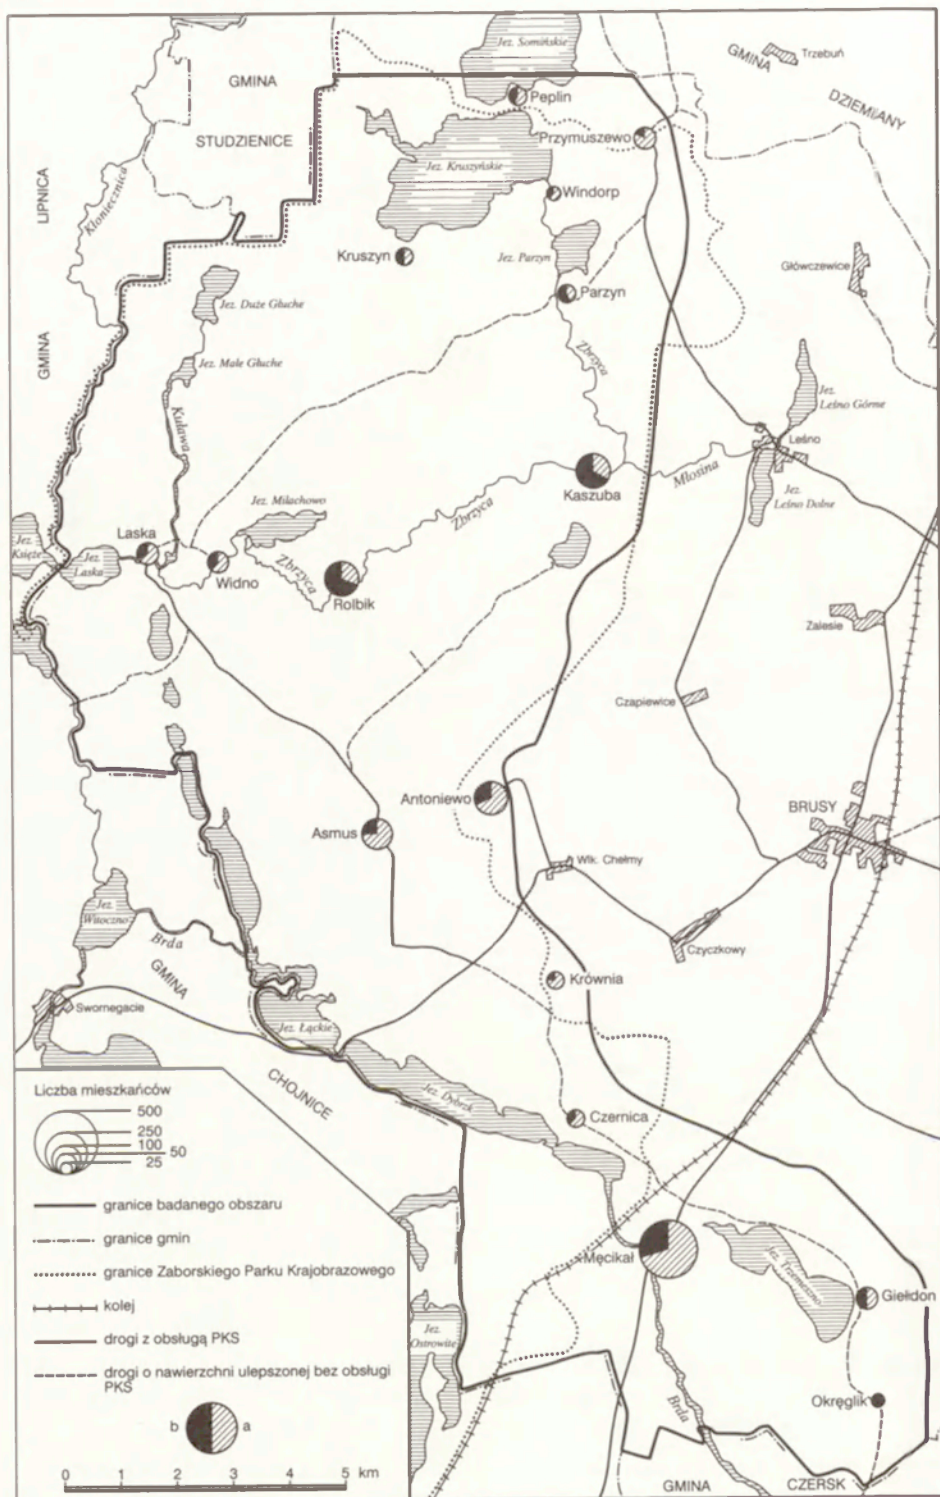 Jez. Somińskie
GMINA
Trzebuń
GMINA
STUDZIENICE
Peplin
DZIEMIANY
Przymuszewo
Jez. Kruszyńskie
LIPNICA
Kłoniecznica
Windorp
Kruszyn
Jez. Parzyn
Główczewice
Jez. Duże Głuche
Parzyn
GMINA
Jez. Małe Głuche
Zbrzyca
Jez.
Leśno Górne
Kulawa
Leśno
Młosina
Kaszuba
Jez.
Leśno Dolne
Jez. Milachowo
Zbrzyca
Jez.
Księże
Laska
Jez.
Laska
Widno
Zbrzyca
Rolbik
Zalesie
Czapiewice
Antoniewo
BRUSY
Asmus
Wlk. Chełmy
Jez.
Witoczno
Brda
Czyczkowy
GMINA
Krównia
Swornegacie
Jez. Łąckie
CHOJNICE
Jez. Dybrzk
Czernica
Męcikał
Jez. Trzemeszno
Giełdon
Jez.
Ostrowite
Okręglik
Brda
GMINA
CZERSK
Liczba mieszkańców
500
250
100
50
25
granice badanego obszaru
granice gmin
granice Zaborskiego Parku Krajobrazowego
kolej
drogi z obsługą PKS
drogi o nawierzchni ulepszonej bez obsługi
PKS
b a
0 1 2 3 4 5 km